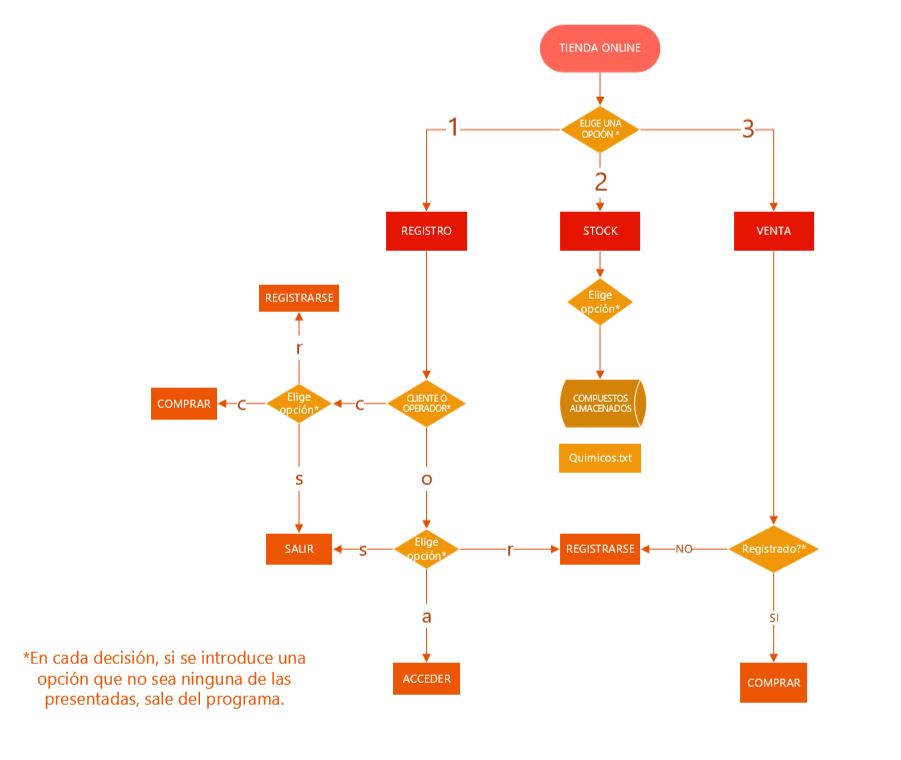 TIENDA ONLINE
ELIGE UNA
OPCIÓN *
1
2
3
REGISTRO
STOCK
VENTA
REGISTRARSE
Elige
opción*
r
COMPRAR
c
Elige
opción*
c
CLIENTE O
OPERADOR*
COMPUESTOS
ALMACENADOS
Quimicos.txt
s
o
SALIR
s
Elige
opción*
r
REGISTRARSE
NO
Registrado?*
a
SI
ACCEDER
COMPRAR
*En cada decisión, si se introduce una
opción que no sea ninguna de las
presentadas, sale del programa.